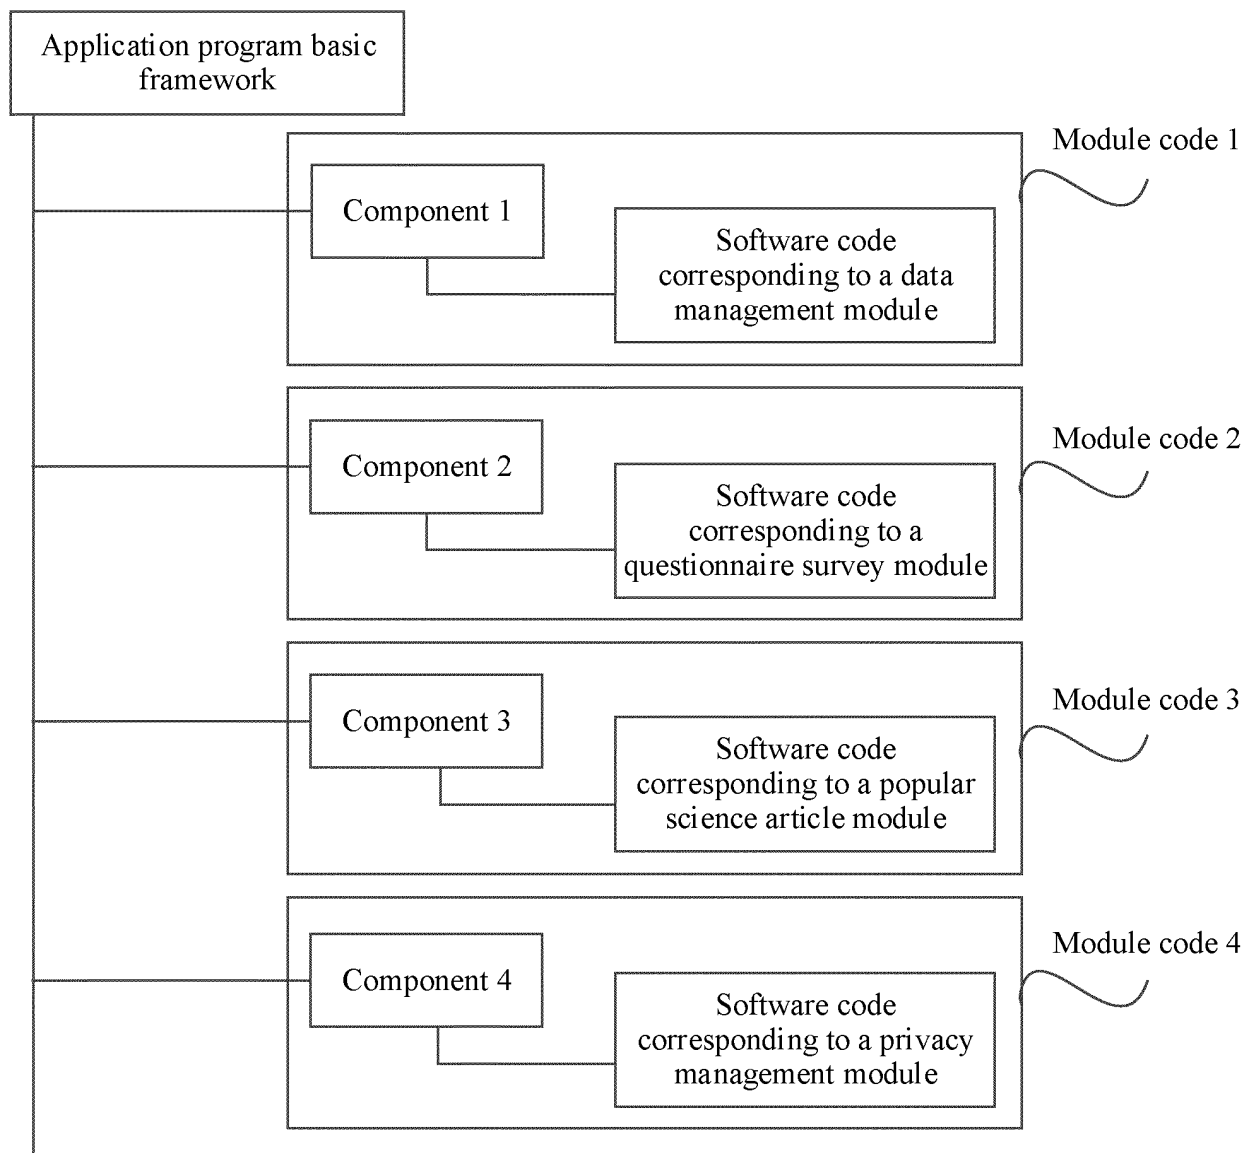 Application program basic
framework
Module code 1
Component 1
Software code
corresponding to a data
management module
Module code 2
Component 2
Software code
corresponding to a
questionnaire survey module
Module code 3
Component 3
Software code
corresponding to a popular
science article module
Module code 4
Component 4
Software code
corresponding to a privacy
management module